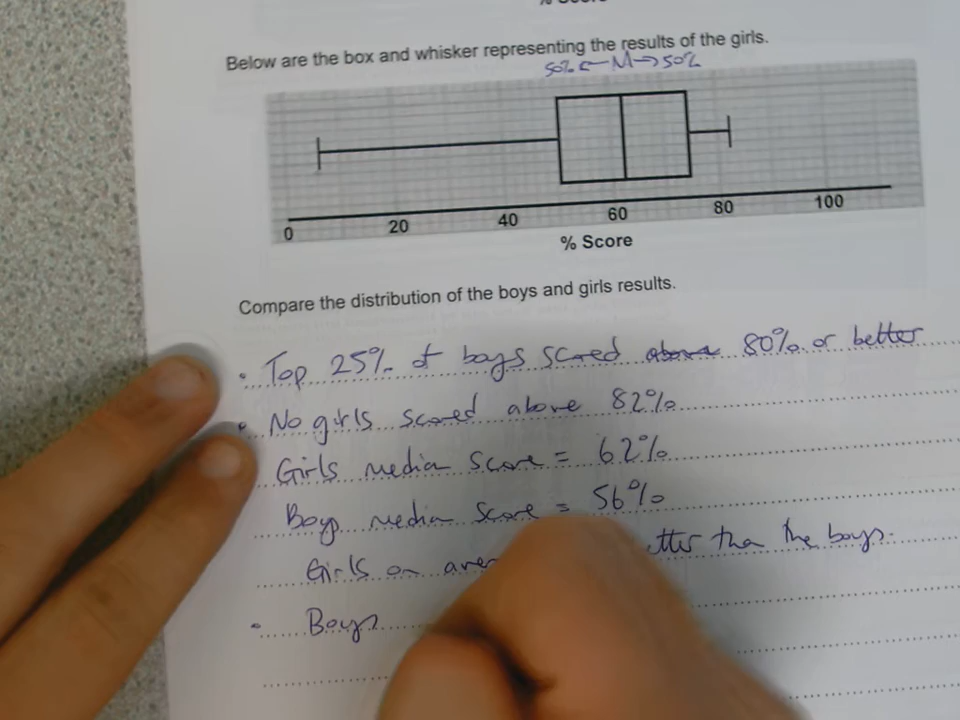 Below are the box and whisker representing the results of the girls.
50% ← M → 50%
0 20 40 60 80 100
% Score
Compare the distribution of the boys and girls results.
• Top 25% of boys scored above 80% or better
• No girls scored above 82%
Girls median score = 62%
Boys median score = 56%
Girls on than the boys.
• Boys